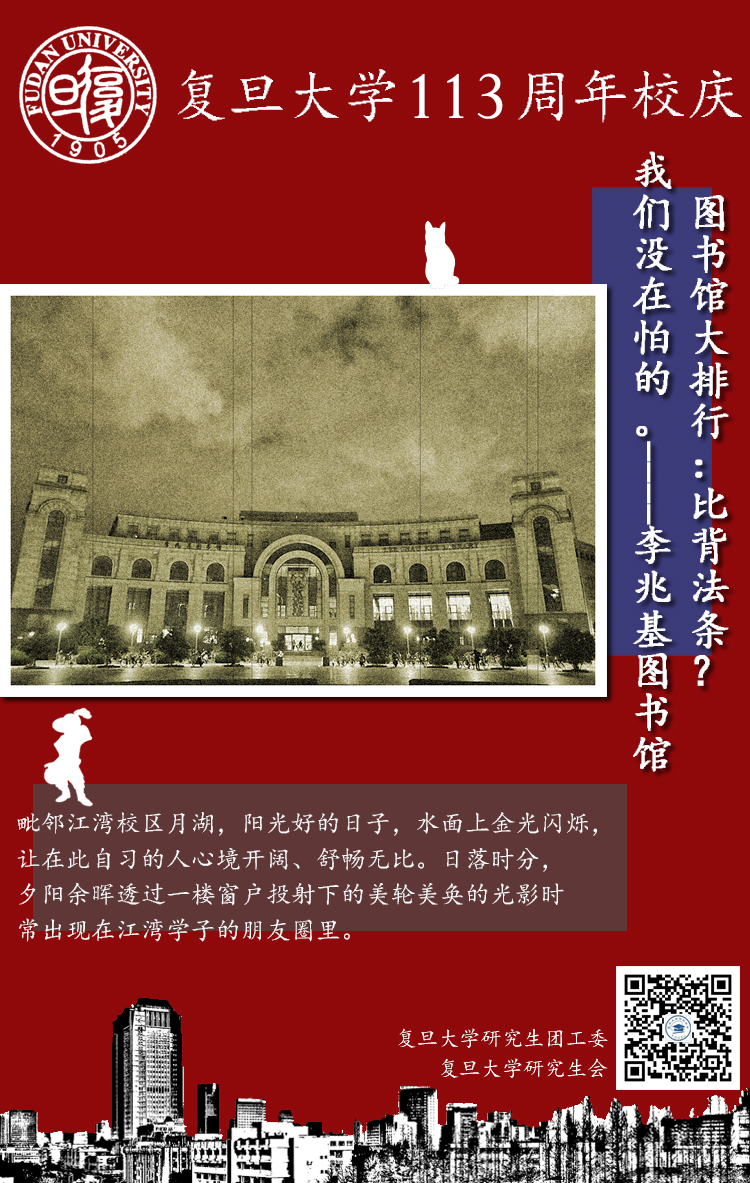 FUDAN UNIVERSITY
1905
复旦大学113周年校庆
图书馆大排行:比背法条?
我们没在怕的。——李兆基图书馆
毗邻江湾校区月湖,阳光好的日子,水面上金光闪烁,
让在此自习的人心境开阔、舒畅无比。日落时分,
夕阳余晖透过一楼窗户投射下的美轮美奂的光影时
常出现在江湾学子的朋友圈里。
复旦大学研究生团工委
复旦大学研究生会